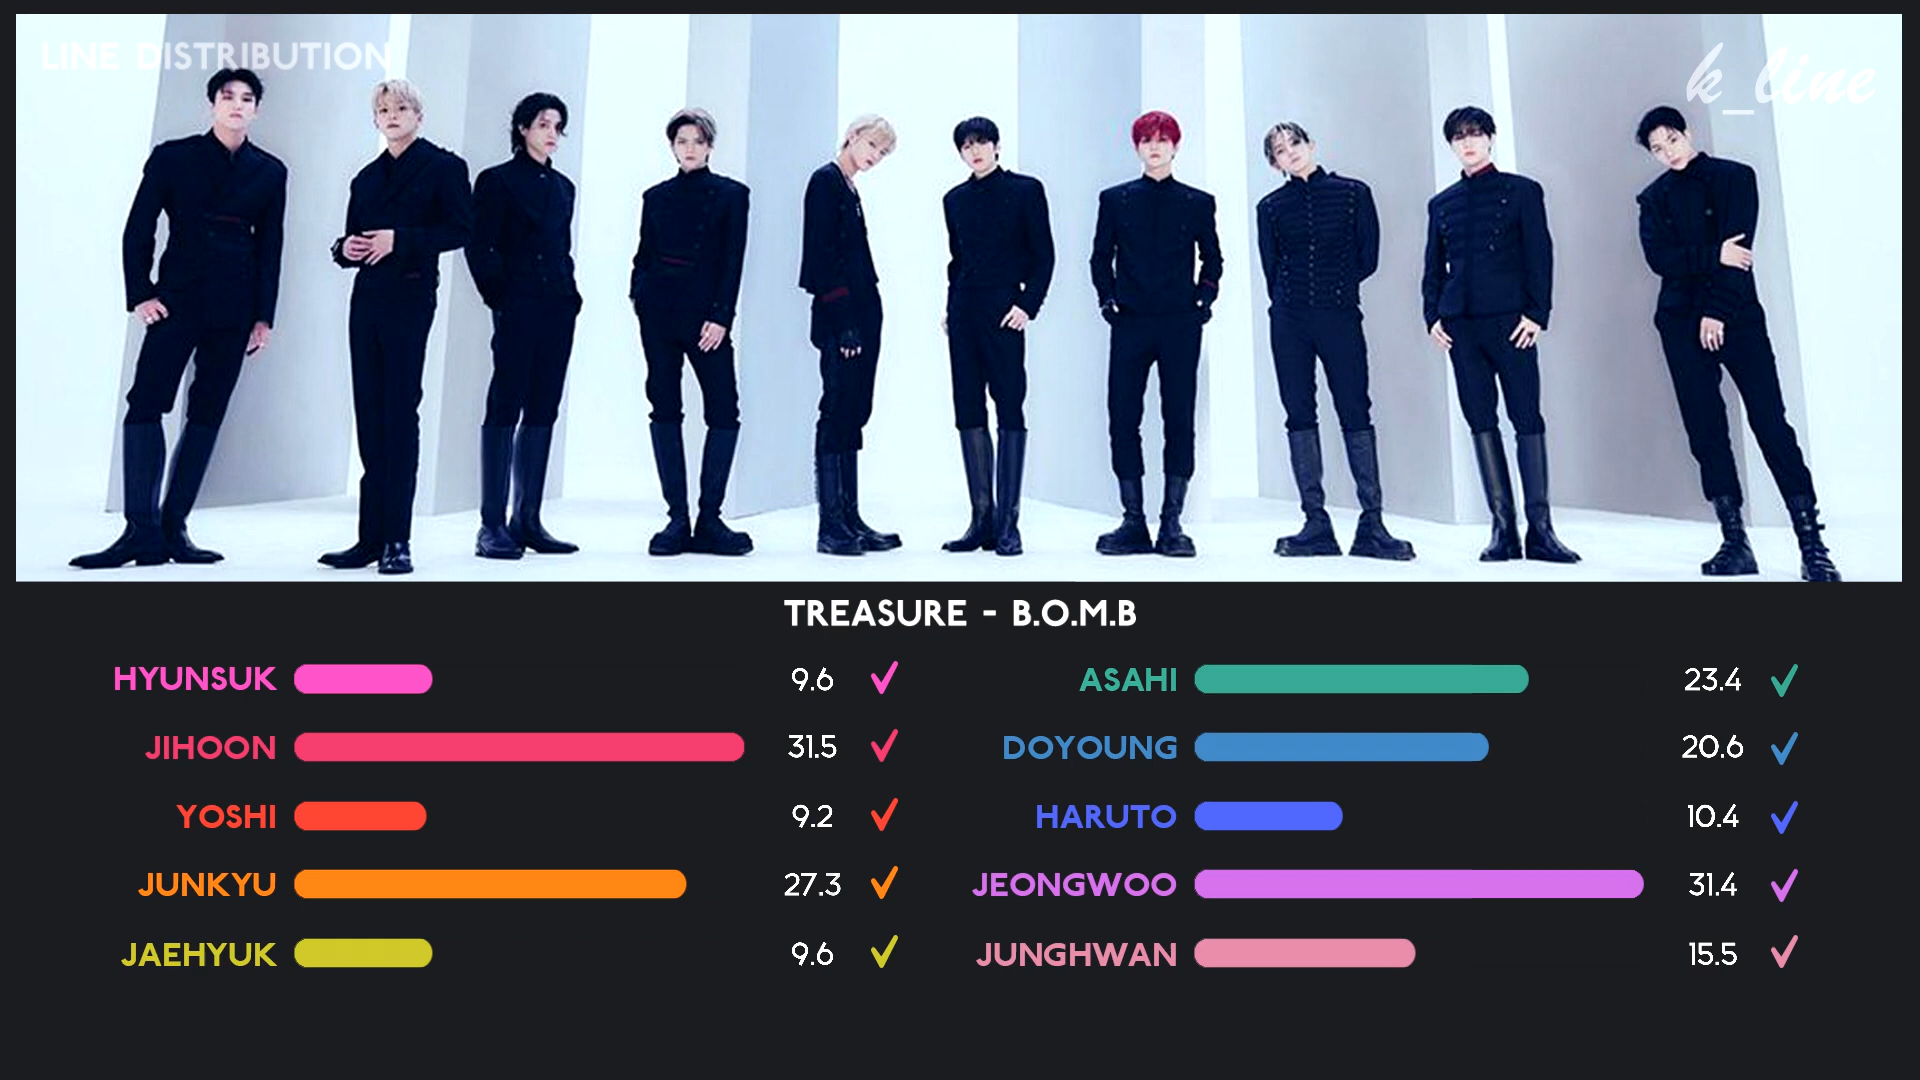 LINE DISTRIBUTION
k_line
TREASURE - B.O.M.B
HYUNSUK 9.6 ✓
JIHOON 31.5 ✓
YOSHI 9.2 ✓
JUNKYU 27.3 ✓
JAEHYUK 9.6 ✓
ASAHI 23.4 ✓
DOYOUNG 20.6 ✓
HARUTO 10.4 ✓
JEONGWOO 31.4 ✓
JUNGHWAN 15.5 ✓